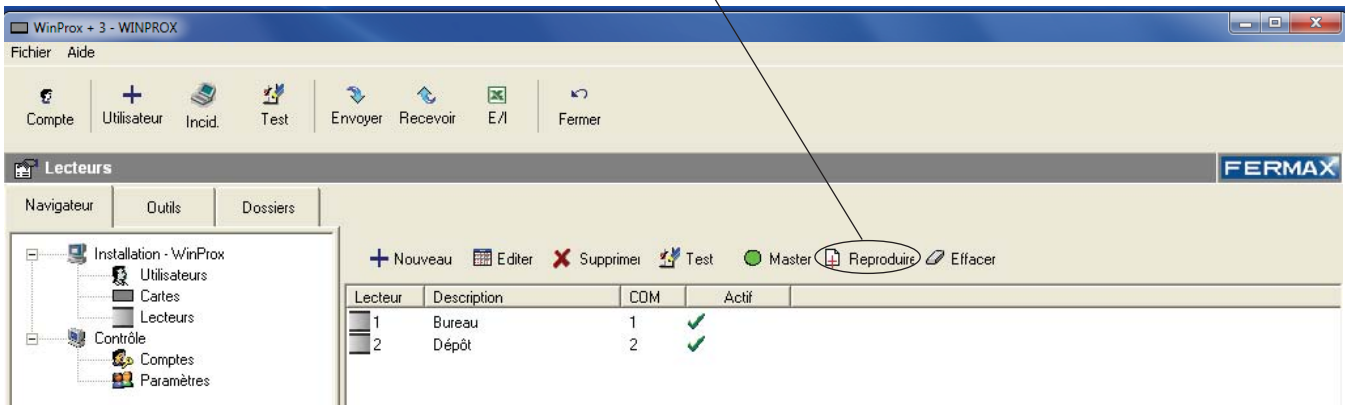 WinProx + 3 - WINPROX
Fichier Aide
Compte Utilisateur Incid. Test Envoyer Recevoir E/I Fermer
Lecteurs FERMAX
Navigateur Outils Dossiers
Installation - WinProx
Utilisateurs
Cartes
Lecteurs
Contrôle
Comptes
Paramètres
Nouveau Editer Supprimer Test Master Reproduire Effacer
Lecteur Description COM Actif
1 Bureau 1
2 Dépôt 2